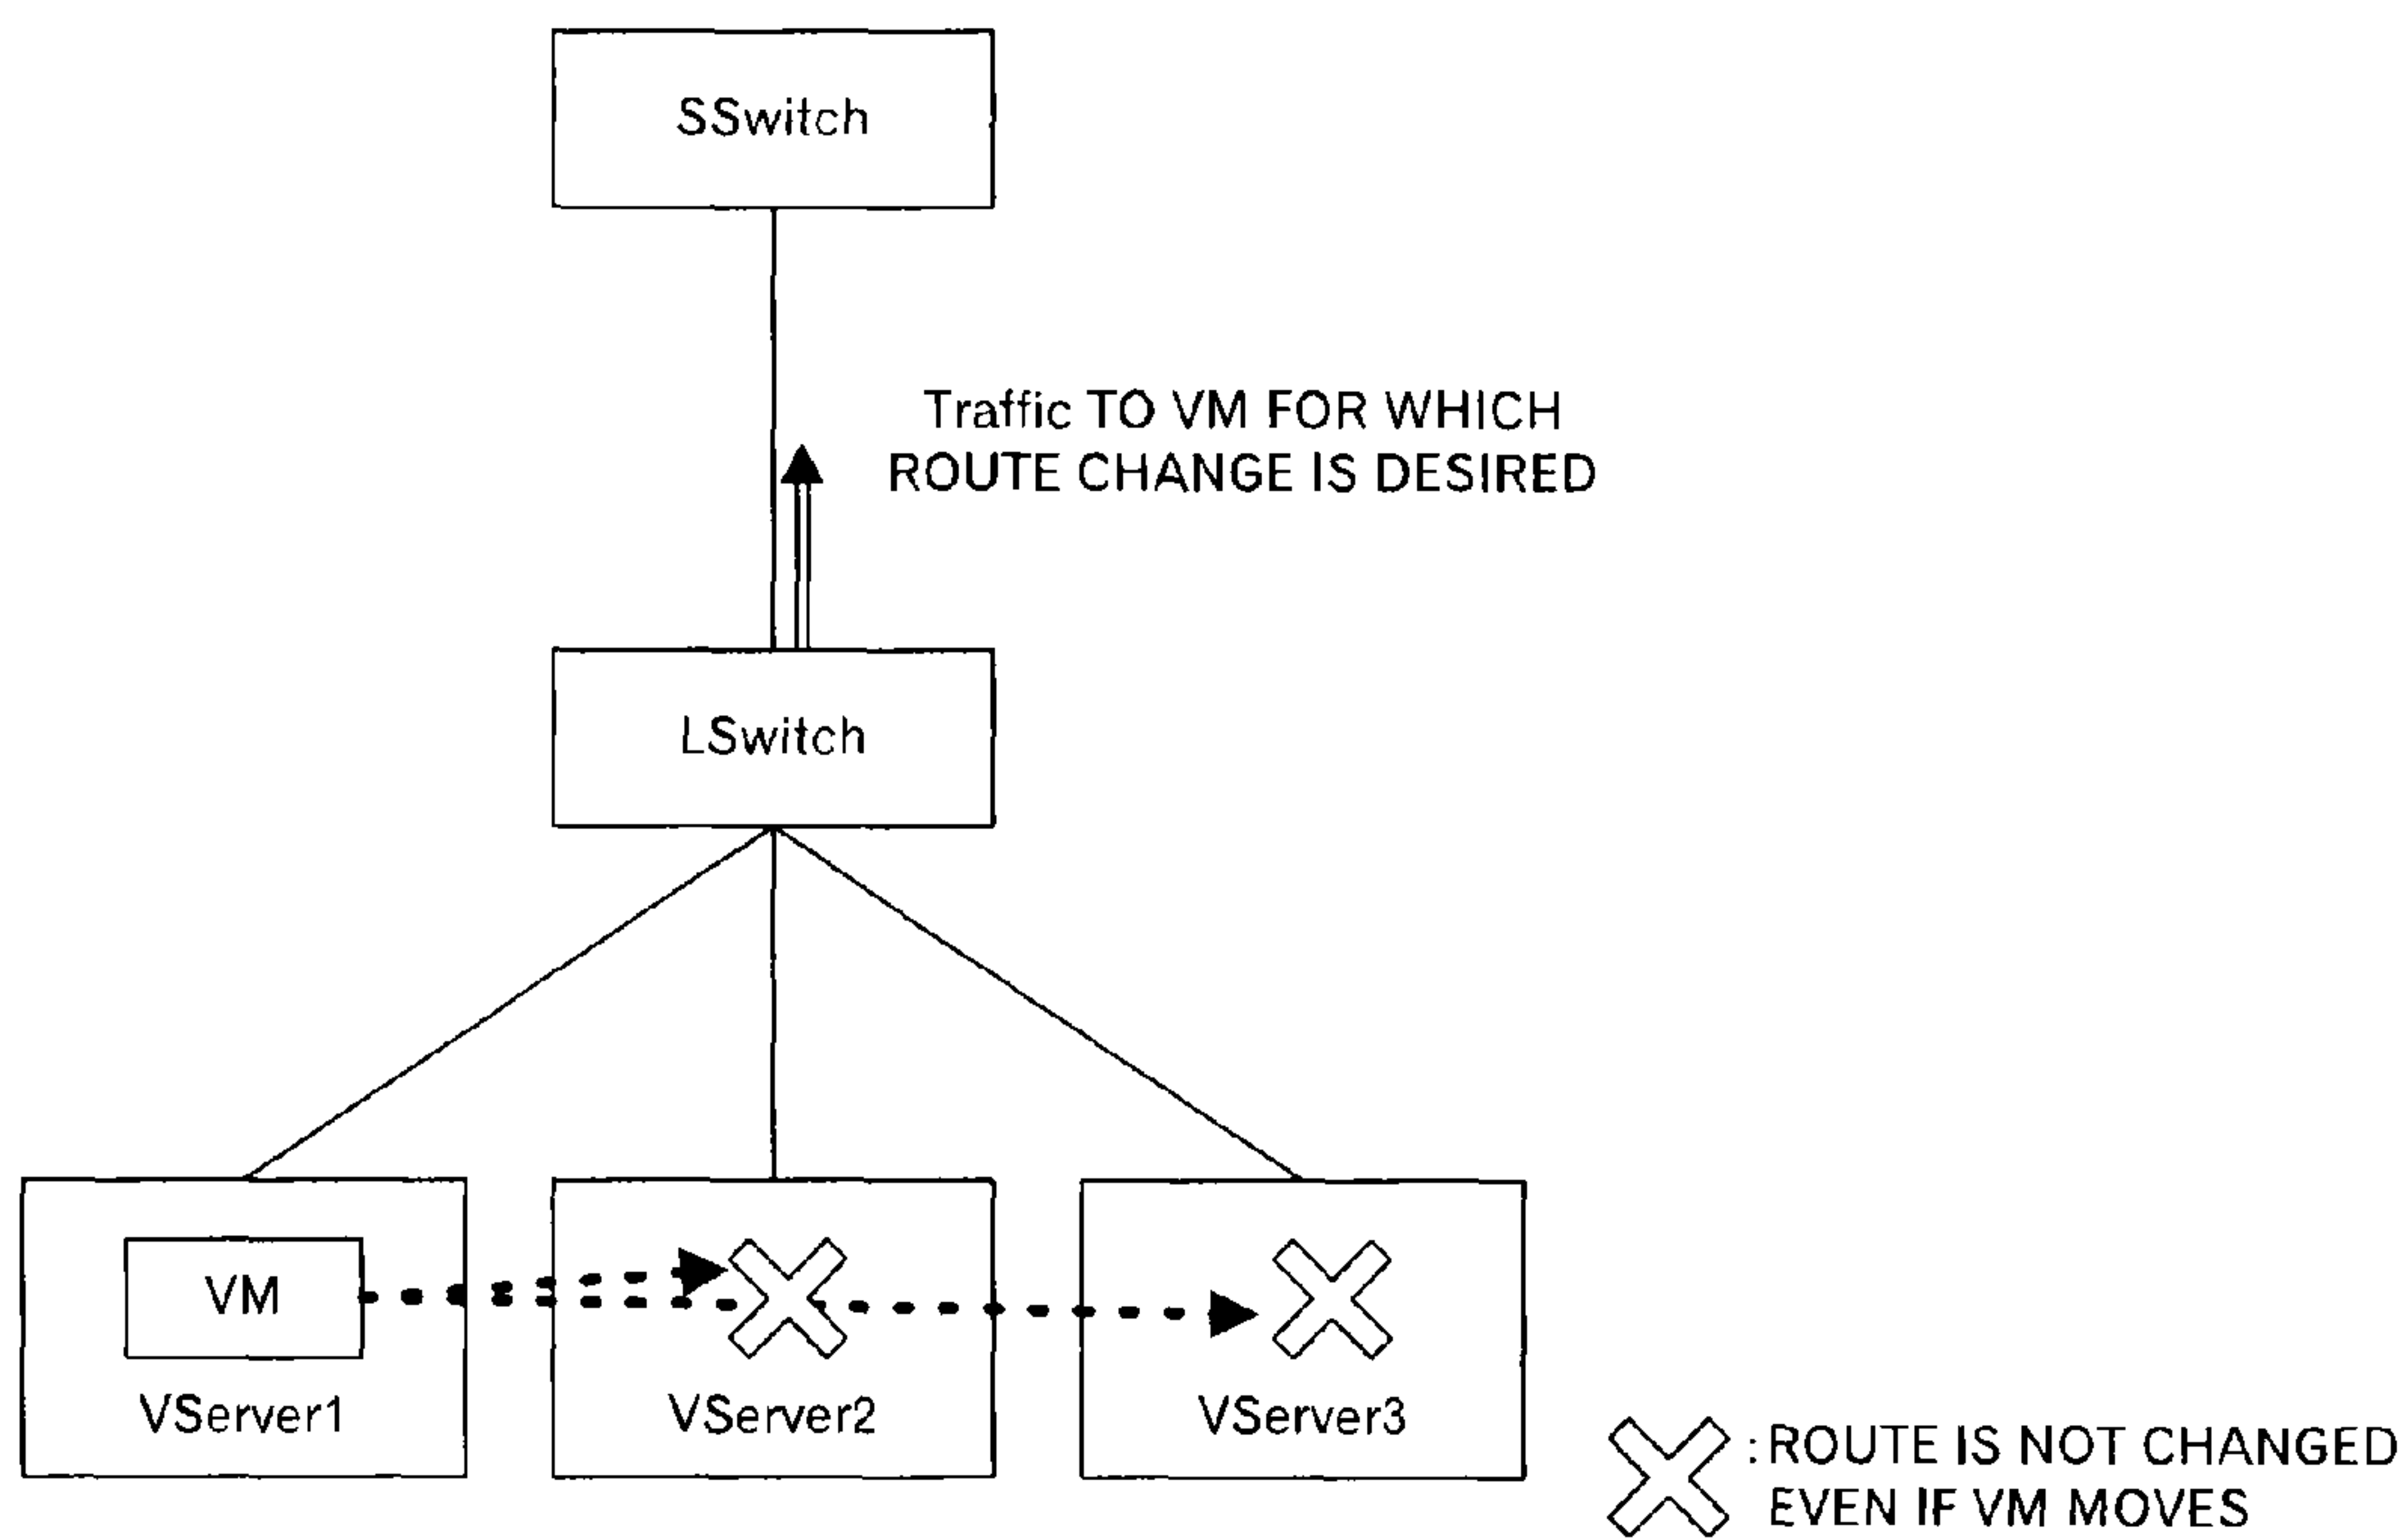 SSwitch
Traffic TO VM FOR WHICH
ROUTE CHANGE IS DESIRED
LSwitch
VM
VServer1
VServer2
VServer3
: ROUTE IS NOT CHANGED
EVEN IF VM MOVES